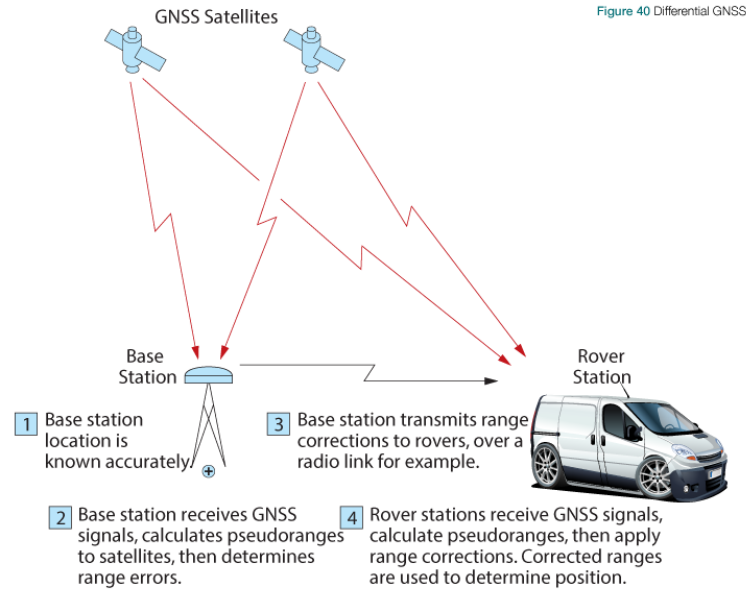 GNSS Satellites
Figure 40 Differential GNSS
Base
Station
Rover
Station
1 Base station
location is
known accurately.
3 Base station transmits range
corrections to rovers, over a
radio link for example.
2 Base station receives GNSS
signals, calculates pseudoranges
to satellites, then determines
range errors.
4 Rover stations receive GNSS signals,
calculate pseudoranges, then apply
range corrections. Corrected ranges
are used to determine position.